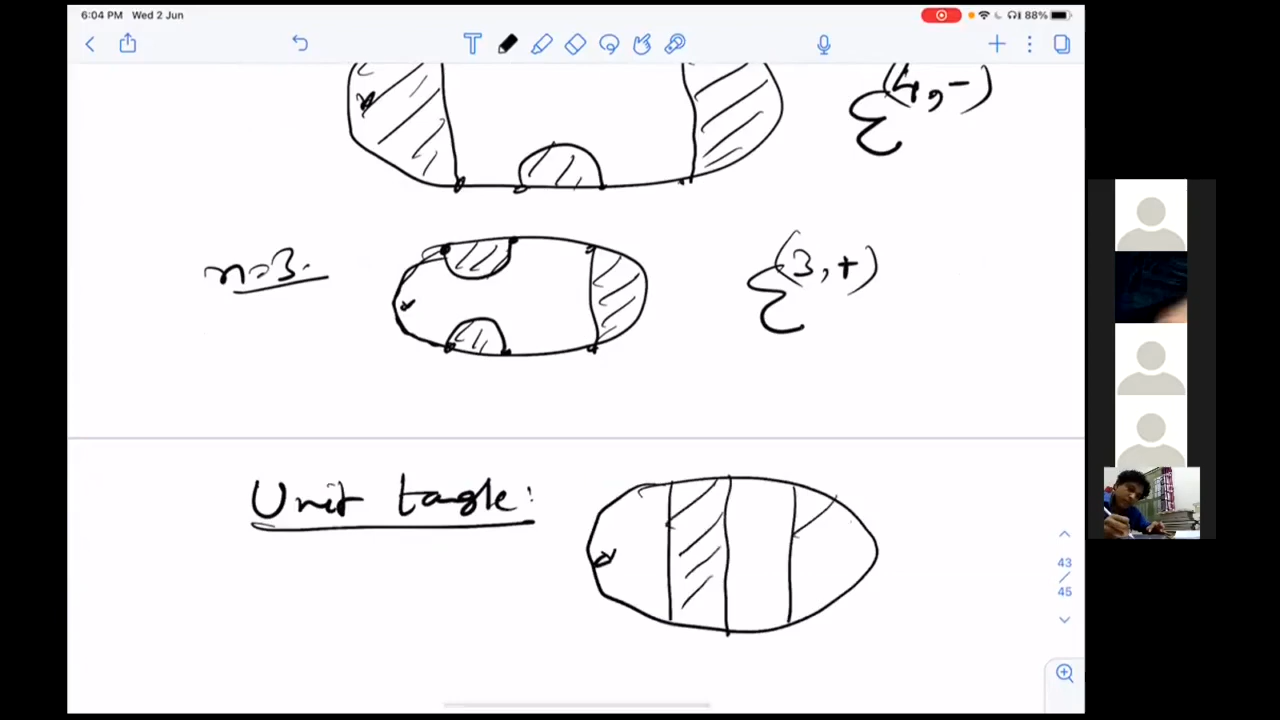 6:04 PM Wed 2 Jun
88%
T
Σ(4,-)
n=3.
Σ(3,+)
Unit tangle:
43
/
45